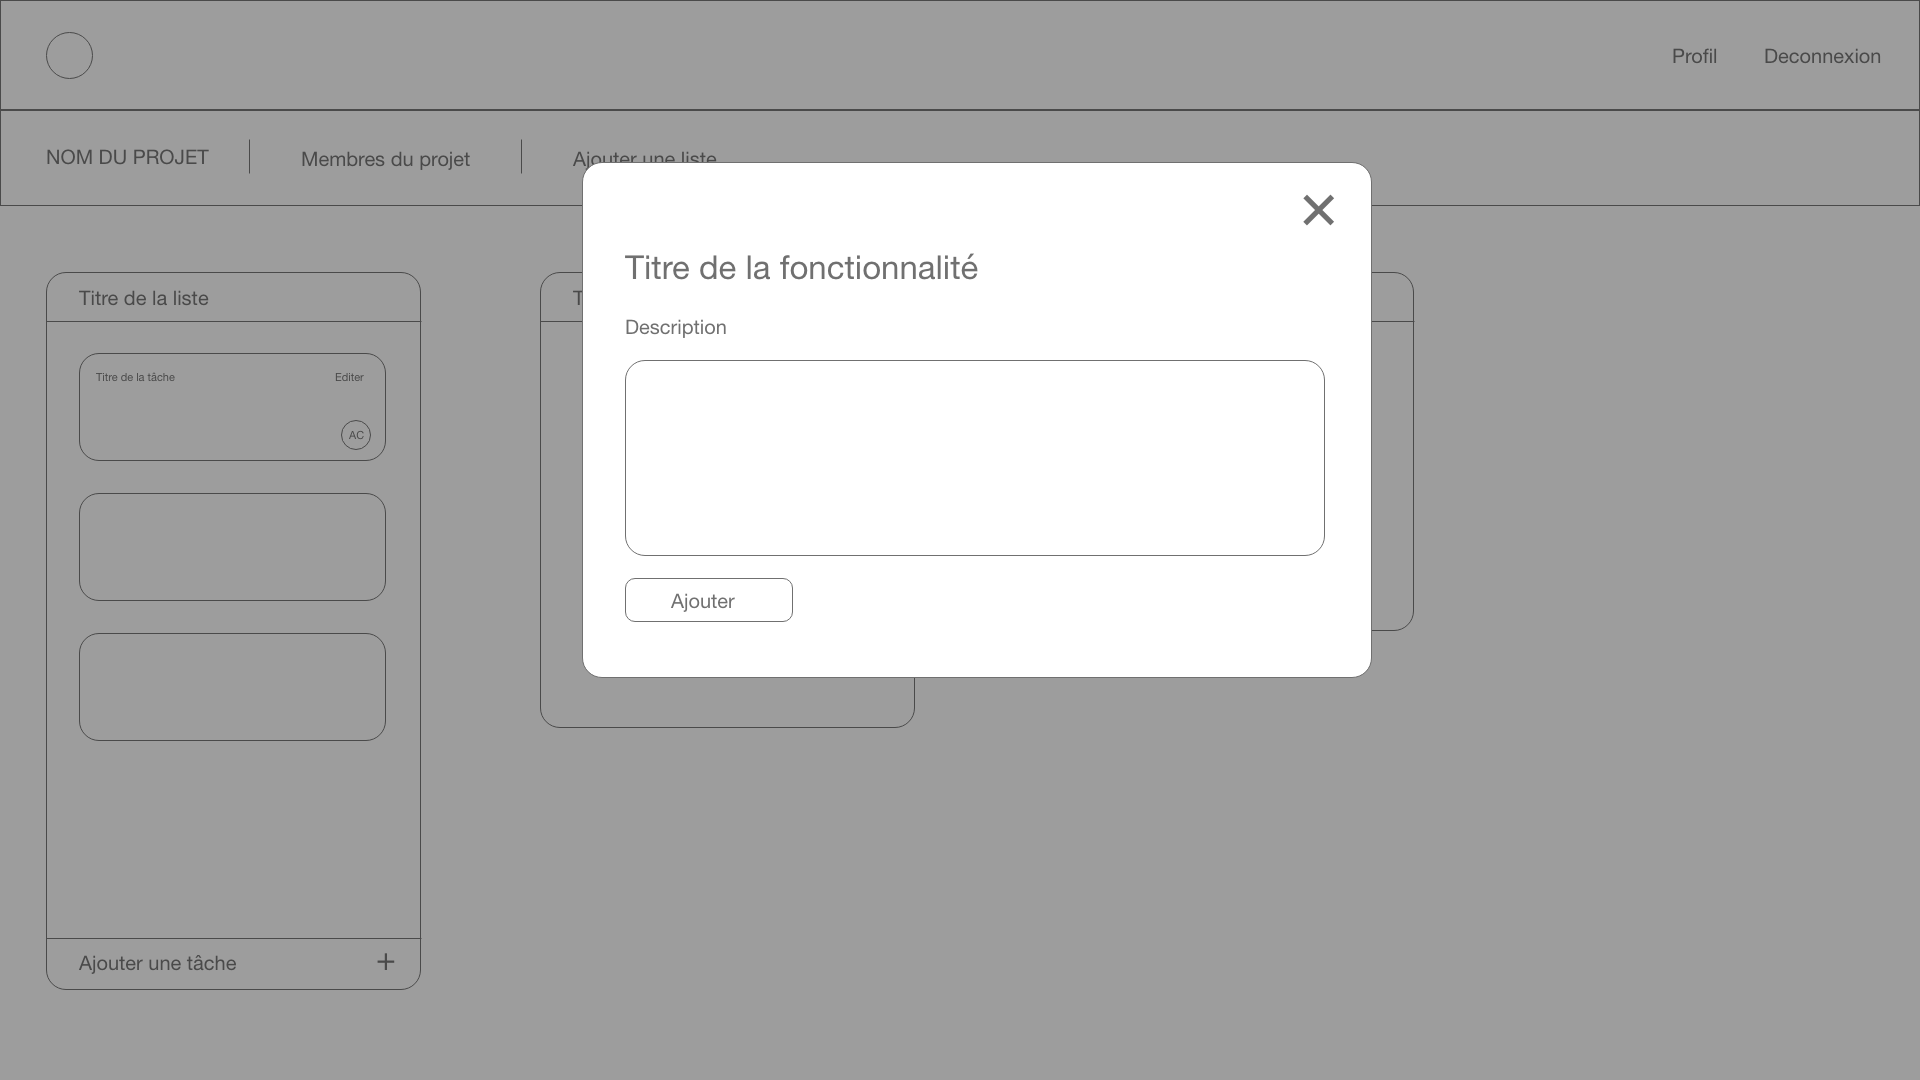 Profil
Deconnexion
NOM DU PROJET
Membres du projet
Ajouter une liste
Titre de la fonctionnalité
Description
Ajouter
Titre de la liste
T
Titre de la tâche
Editer
AC
Ajouter une tâche
+